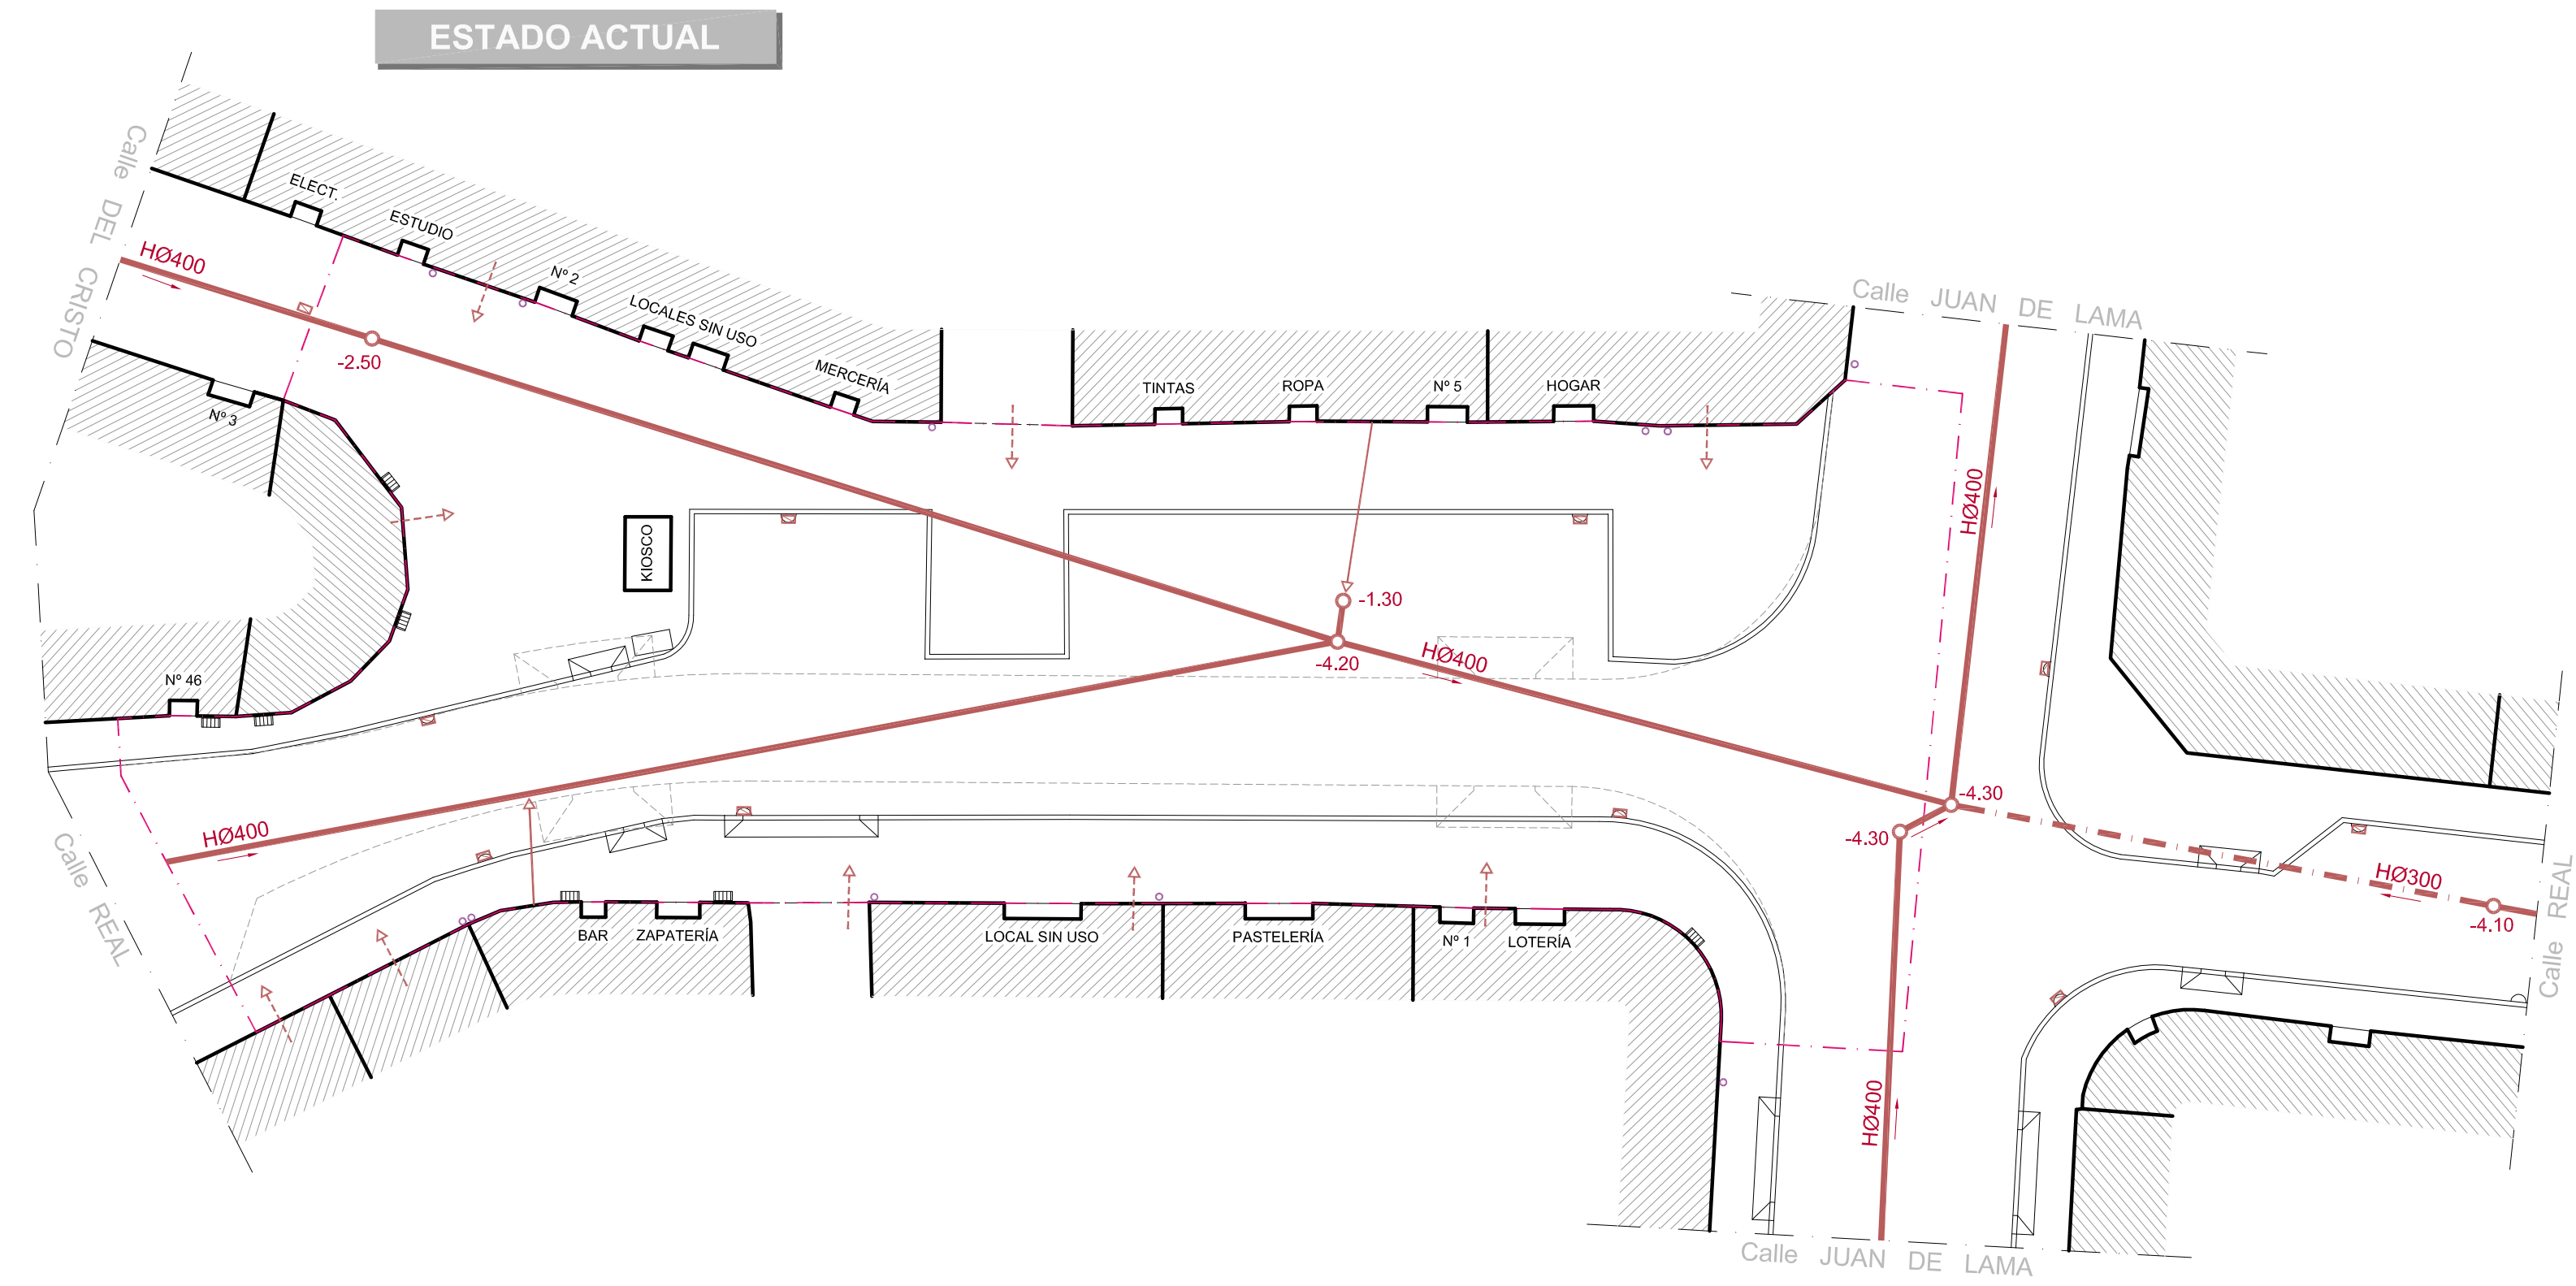 ESTADO ACTUAL
Calle DEL CRISTO
ELECT.
ESTUDIO
Nº 2
LOCALES SIN USO
MERCERÍA
HØ400
-2.50
Nº 3
TINTAS
ROPA
Nº 5
HOGAR
Calle JUAN DE LAMA
HØ400
KIOSCO
-1.30
-4.20
HØ400
Nº 46
-4.30
-4.30
HØ400
HØ300
-4.10
Calle REAL
Calle REAL
BAR
ZAPATERÍA
LOCAL SIN USO
PASTELERÍA
Nº 1
LOTERÍA
HØ400
Calle JUAN DE LAMA